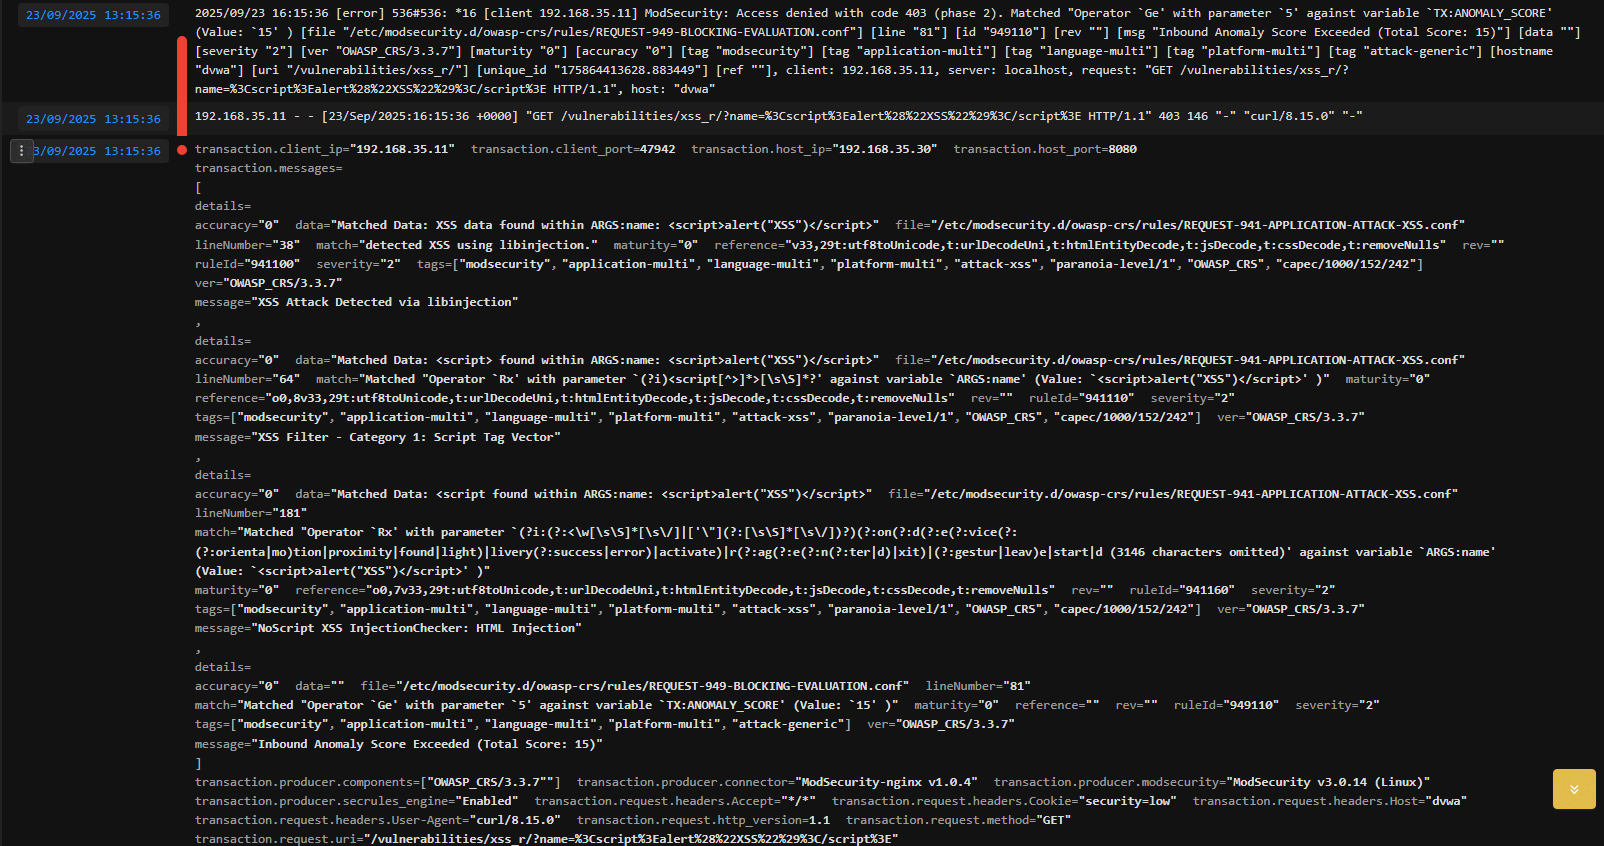 23/09/2025 13:15:36
2025/09/23 16:15:36 [error] 536#536: *16 [client 192.168.35.11] ModSecurity: Access denied with code 403 (phase 2). Matched "Operator `Ge' with parameter `5' against variable `TX:ANOMALY_SCORE'
(Value: `15' ) [file "/etc/modsecurity.d/owasp-crs/rules/REQUEST-949-BLOCKING-EVALUATION.conf"] [line "81"] [id "949110"] [rev ""] [msg "Inbound Anomaly Score Exceeded (Total Score: 15)"] [data ""]
[severity "2"] [ver "OWASP_CRS/3.3.7"] [maturity "0"] [accuracy "0"] [tag "modsecurity"] [tag "application-multi"] [tag "language-multi"] [tag "platform-multi"] [tag "attack-generic"] [hostname
"dvwa"] [uri "/vulnerabilities/xss_r/"] [unique_id "175864413628.883449"] [ref ""], client: 192.168.35.11, server: localhost, request: "GET /vulnerabilities/xss_r/?
name=%3Cscript%3Ealert%28%22XSS%22%29%3C/script%3E HTTP/1.1", host: "dvwa"
23/09/2025 13:15:36
192.168.35.11 - - [23/Sep/2025:16:15:36 +0000] "GET /vulnerabilities/xss_r/?name=%3Cscript%3Ealert%28%22XSS%22%29%3C/script%3E HTTP/1.1" 403 146 "-" "curl/8.15.0" "-"
3/09/2025 13:15:36
transaction.client_ip="192.168.35.11" transaction.client_port=47942 transaction.host_ip="192.168.35.30" transaction.host_port=8080
transaction.messages=
[
details=
accuracy="0" data="Matched Data: XSS data found within ARGS:name: <script>alert("XSS")</script>" file="/etc/modsecurity.d/owasp-crs/rules/REQUEST-941-APPLICATION-ATTACK-XSS.conf"
lineNumber="38" match="detected XSS using libinjection." maturity="0" reference="v33,29t:utf8toUnicode,t:urlDecodeUni,t:htmlEntityDecode,t:jsDecode,t:cssDecode,t:removeNulls" rev=""
ruleId="941100" severity="2" tags=["modsecurity", "application-multi", "language-multi", "platform-multi", "attack-xss", "paranoia-level/1", "OWASP_CRS", "capec/1000/152/242"]
ver="OWASP_CRS/3.3.7"
message="XSS Attack Detected via libinjection"
,
details=
accuracy="0" data="Matched Data: <script> found within ARGS:name: <script>alert("XSS")</script>" file="/etc/modsecurity.d/owasp-crs/rules/REQUEST-941-APPLICATION-ATTACK-XSS.conf"
lineNumber="64" match="Matched "Operator `Rx' with parameter `(?i)<script[^>]*>[\s\S]*?' against variable `ARGS:name' (Value: `<script>alert("XSS")</script>' )" maturity="0"
reference="o0,8v33,29t:utf8toUnicode,t:urlDecodeUni,t:htmlEntityDecode,t:jsDecode,t:cssDecode,t:removeNulls" rev="" ruleId="941110" severity="2"
tags=["modsecurity", "application-multi", "language-multi", "platform-multi", "attack-xss", "paranoia-level/1", "OWASP_CRS", "capec/1000/152/242"] ver="OWASP_CRS/3.3.7"
message="XSS Filter - Category 1: Script Tag Vector"
,
details=
accuracy="0" data="Matched Data: <script found within ARGS:name: <script>alert("XSS")</script>" file="/etc/modsecurity.d/owasp-crs/rules/REQUEST-941-APPLICATION-ATTACK-XSS.conf"
lineNumber="181"
match="Matched "Operator `Rx' with parameter `(?i:(?:<\w[\s\S]*[\s\/]|['\"](?:[\s\S]*[\s\/])?)(?:on(?:d(?:e(?:vice(?:
(?:orienta|mo)tion|proximity|found|light)|livery(?:success|error)|activate)|r(?:ag(?:e(?:n(?:ter|d)|xit)|(?:gestur|leav)e|start|d (3146 characters omitted)' against variable `ARGS:name'
(Value: `<script>alert("XSS")</script>' )"
maturity="0" reference="o0,7v33,29t:utf8toUnicode,t:urlDecodeUni,t:htmlEntityDecode,t:jsDecode,t:cssDecode,t:removeNulls" rev="" ruleId="941160" severity="2"
tags=["modsecurity", "application-multi", "language-multi", "platform-multi", "attack-xss", "paranoia-level/1", "OWASP_CRS", "capec/1000/152/242"] ver="OWASP_CRS/3.3.7"
message="NoScript XSS InjectionChecker: HTML Injection"
,
details=
accuracy="0" data="" file="/etc/modsecurity.d/owasp-crs/rules/REQUEST-949-BLOCKING-EVALUATION.conf" lineNumber="81"
match="Matched "Operator `Ge' with parameter `5' against variable `TX:ANOMALY_SCORE' (Value: `15' )" maturity="0" reference="" rev="" ruleId="949110" severity="2"
tags=["modsecurity", "application-multi", "language-multi", "platform-multi", "attack-generic"] ver="OWASP_CRS/3.3.7"
message="Inbound Anomaly Score Exceeded (Total Score: 15)"
]
transaction.producer.components=["OWASP_CRS/3.3.7""] transaction.producer.connector="ModSecurity-nginx v1.0.4" transaction.producer.modsecurity="ModSecurity v3.0.14 (Linux)"
transaction.producer.secrules_engine="Enabled" transaction.request.headers.Accept="*/*" transaction.request.headers.Cookie="security=low" transaction.request.headers.Host="dvwa"
transaction.request.headers.User-Agent="curl/8.15.0" transaction.request.http_version=1.1 transaction.request.method="GET"
transaction.request.uri="/vulnerabilities/xss_r/?name=%3Cscript%3Ealert%28%22XSS%22%29%3C/script%3E"